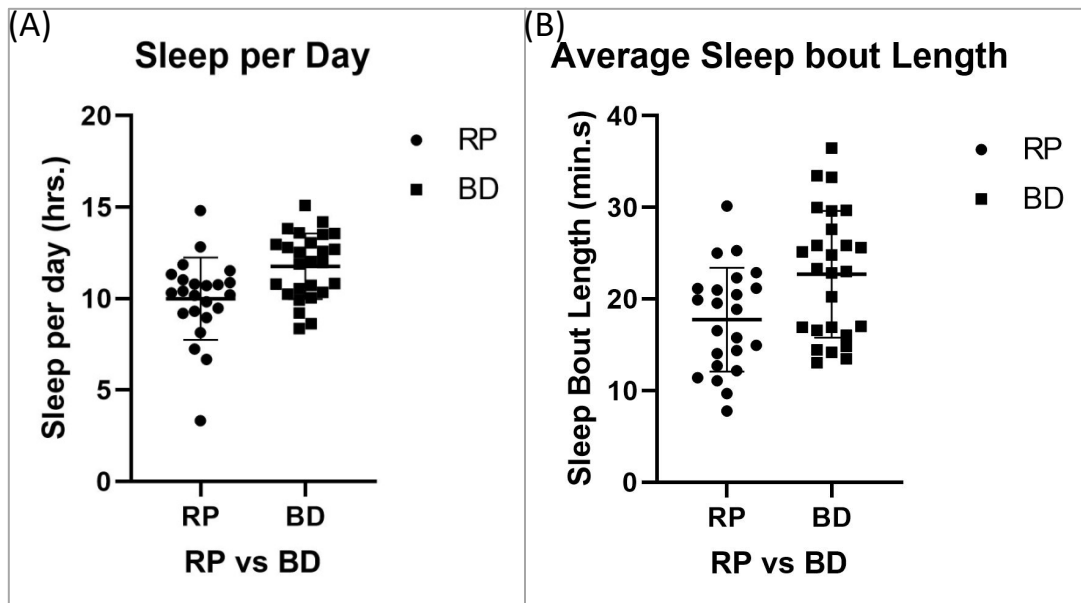 (A)
Sleep per Day
Sleep per day (hrs.)
20
15
10
5
0
RP
BD
RP
BD
RP vs BD
(B)
Average Sleep bout Length
Sleep Bout Length (min.s)
40
30
20
10
0
RP
BD
RP
BD
RP vs BD